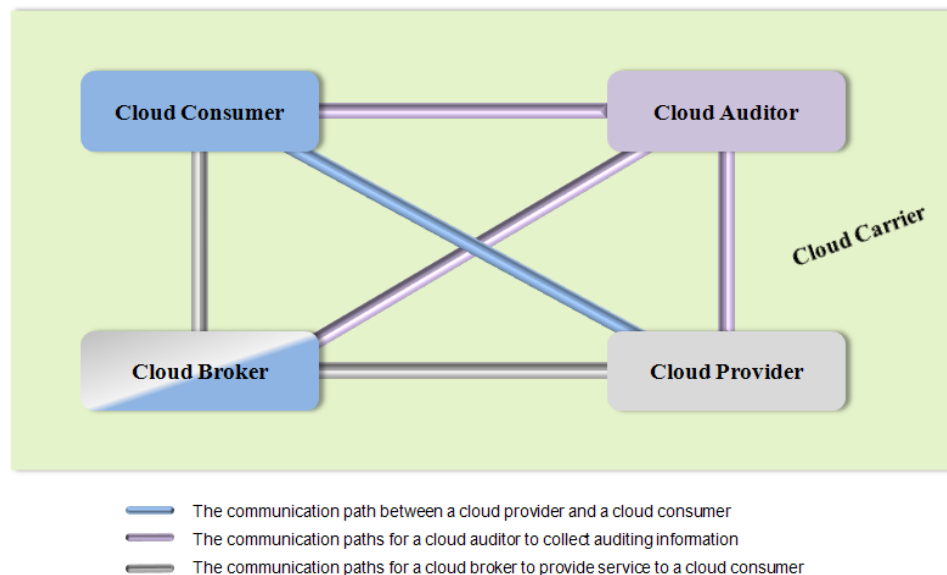 Cloud Consumer
Cloud Auditor
Cloud Carrier
Cloud Broker
Cloud Provider
The communication path between a cloud provider and a cloud consumer
The communication paths for a cloud auditor to collect auditing information
The communication paths for a cloud broker to provide service to a cloud consumer